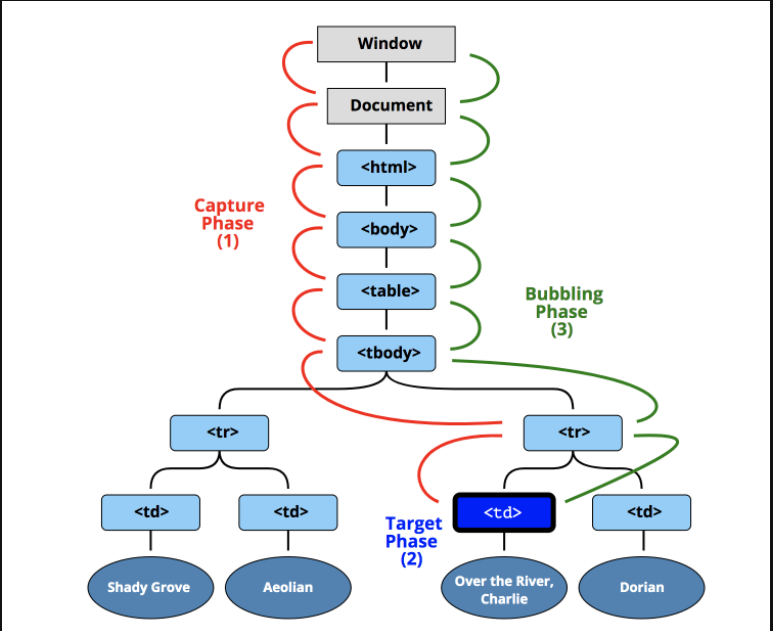 Window
Document
<html>
<body>
<table>
<tbody>
Capture
Phase
(1)
Bubbling
Phase
(3)
<tr>
<tr>
<td>
<td>
<td>
<td>
Target
Phase
(2)
Shady Grove
Aeolian
Over the River,
Charlie
Dorian